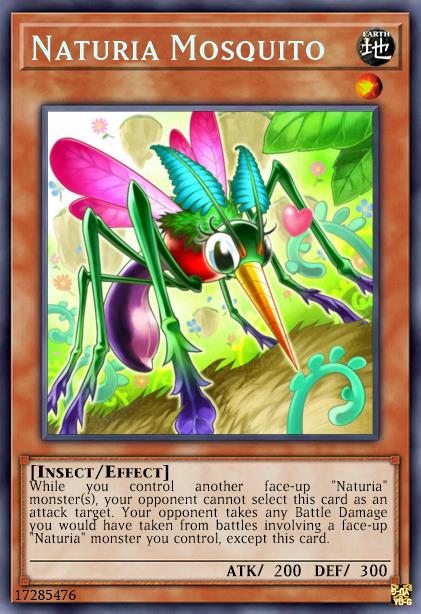 NATURIA MOSQUITO
EARTH
地
[INSECT/EFFECT]
While you control another face-up "Naturia"
monster(s), your opponent cannot select this card as an
attack target. Your opponent takes any Battle Damage
you would have taken from battles involving a face-up
"Naturia" monster you control, except this card.
ATK/ 200 DEF/ 300
17285476